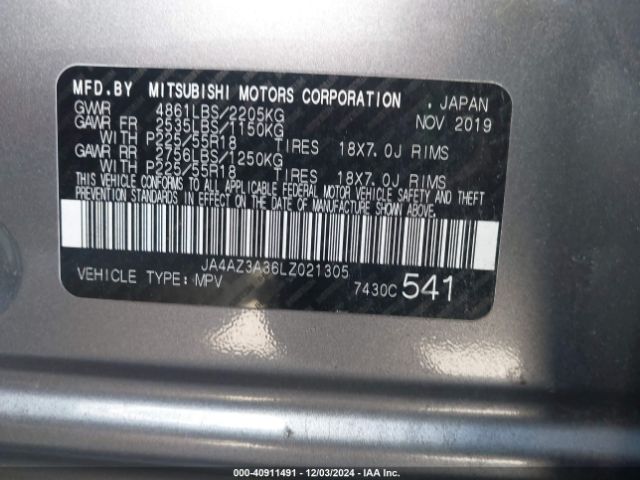 MFD.BY MITSUBISHI MOTORS CORPORATION . JAPAN
GVWR 4861LBS/2205KG NOV 2019
GAWR FR 2535LBS/1150KG
WITH P225/55R18 TIRES 18X7.0J RIMS
GAWR RR 2756LBS/1250KG
WITH P225/55R18 TIRES 18X7.0J RIMS
THIS VEHICLE CONFORMS TO ALL APPLICABLE FEDERAL MOTOR VEHICLE SAFETY AND THEFT
PREVENTION STANDARDS IN EFFECT ON THE DATE OF MANUFACTURE SHOWN ABOVE.
JA4AZ3A36LZ021305
VEHICLE TYPE: MPV 7430C 541
000-40911491 - 12/03/2024 - IAA Inc.